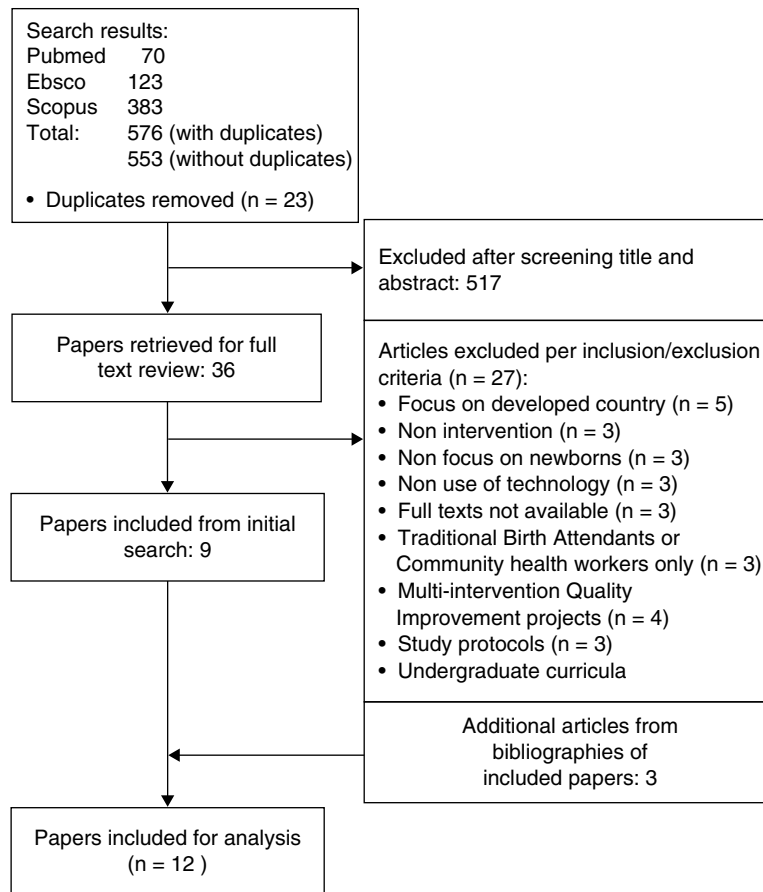 Search results:
Pubmed 70
Ebsco 123
Scopus 383
Total: 576 (with duplicates)
553 (without duplicates)
• Duplicates removed (n = 23)
Excluded after screening title and
abstract: 517
Papers retrieved for full
text review: 36
Articles excluded per inclusion/exclusion
criteria (n = 27):
• Focus on developed country (n = 5)
• Non intervention (n = 3)
• Non focus on newborns (n = 3)
• Non use of technology (n = 3)
• Full texts not available (n = 3)
• Traditional Birth Attendants or
Community health workers only (n = 3)
• Multi-intervention Quality
Improvement projects (n = 4)
• Study protocols (n = 3)
• Undergraduate curricula
Papers included from initial
search: 9
Additional articles from
bibliographies of
included papers: 3
Papers included for analysis
(n = 12 )